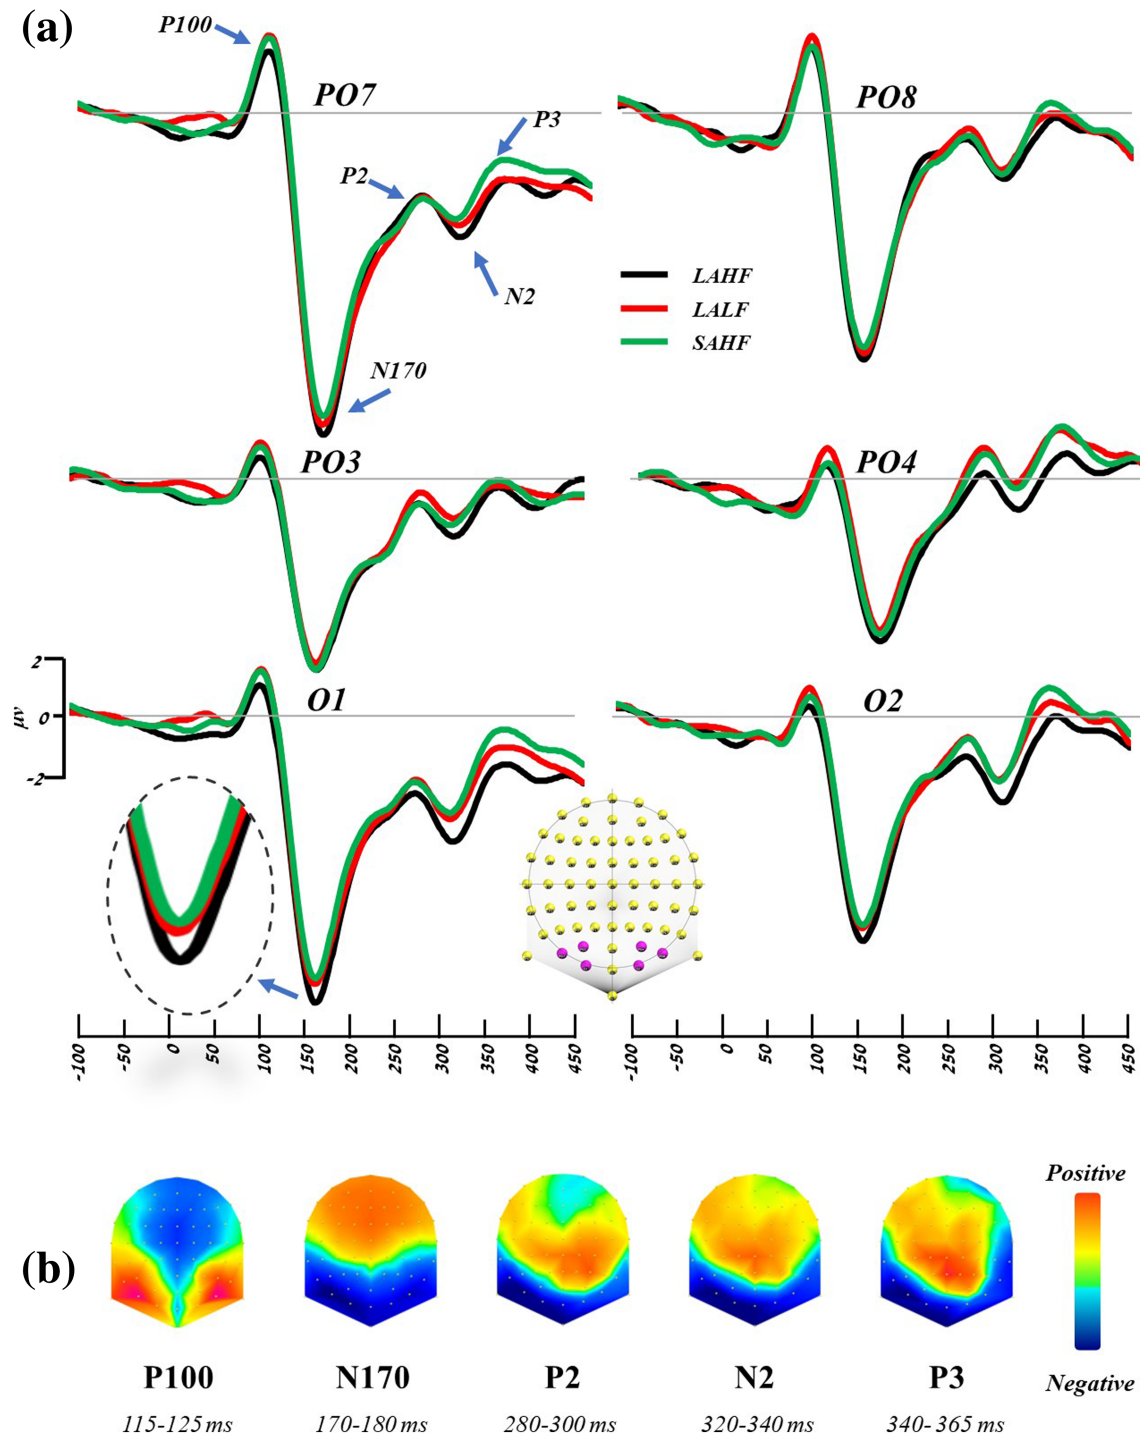 (a)
P100
PO7
PO8
P3
P2
N2
LAHF
LALF
SAHF
N170
PO3
PO4
2
0
-2
μv
O1
O2
-100 -50 0 50 100 150 200 250 300 350 400 450
-100 -50 0 50 100 150 200 250 300 350 400 450
(b)
Positive
Negative
P100 N170 P2 N2 P3
115-125 ms 170-180 ms 280-300 ms 320-340 ms 340-365 ms